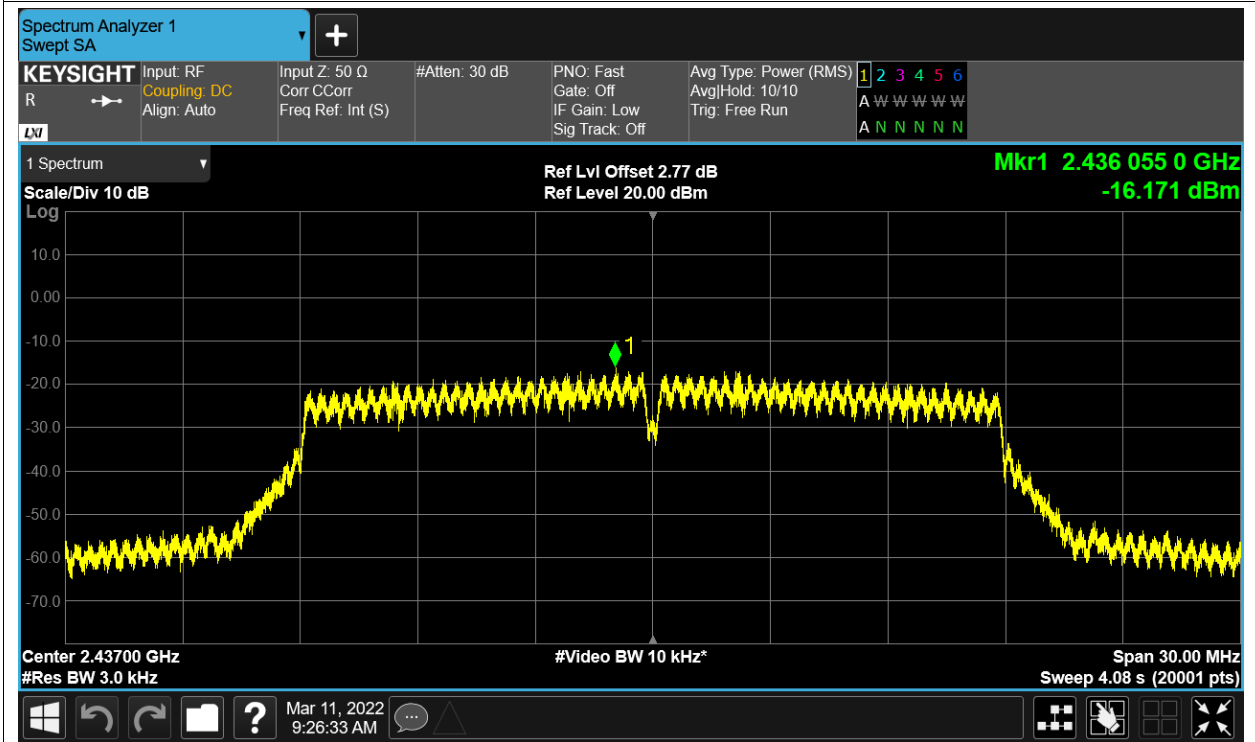 Spectrum Analyzer 1
Swept SA
+
KEYSIGHT
R
LXI
Input: RF
Coupling: DC
Align: Auto
Input Z: 50 Ω
Corr CCorr
Freq Ref: Int (S)
#Atten: 30 dB
PNO: Fast
Gate: Off
IF Gain: Low
Sig Track: Off
Avg Type: Power (RMS)
Avg|Hold: 10/10
Trig: Free Run
1 2 3 4 5 6
A W W W W W
A N N N N N
1 Spectrum
Scale/Div 10 dB
Log
Ref Lvl Offset 2.77 dB
Ref Level 20.00 dBm
Mkr1 2.436 055 0 GHz
-16.171 dBm
10.0
0.00
-10.0
1
-20.0
-30.0
-40.0
-50.0
-60.0
-70.0
Center 2.43700 GHz
#Res BW 3.0 kHz
#Video BW 10 kHz*
Span 30.00 MHz
Sweep 4.08 s (20001 pts)
?
Mar 11, 2022
9:26:33 AM